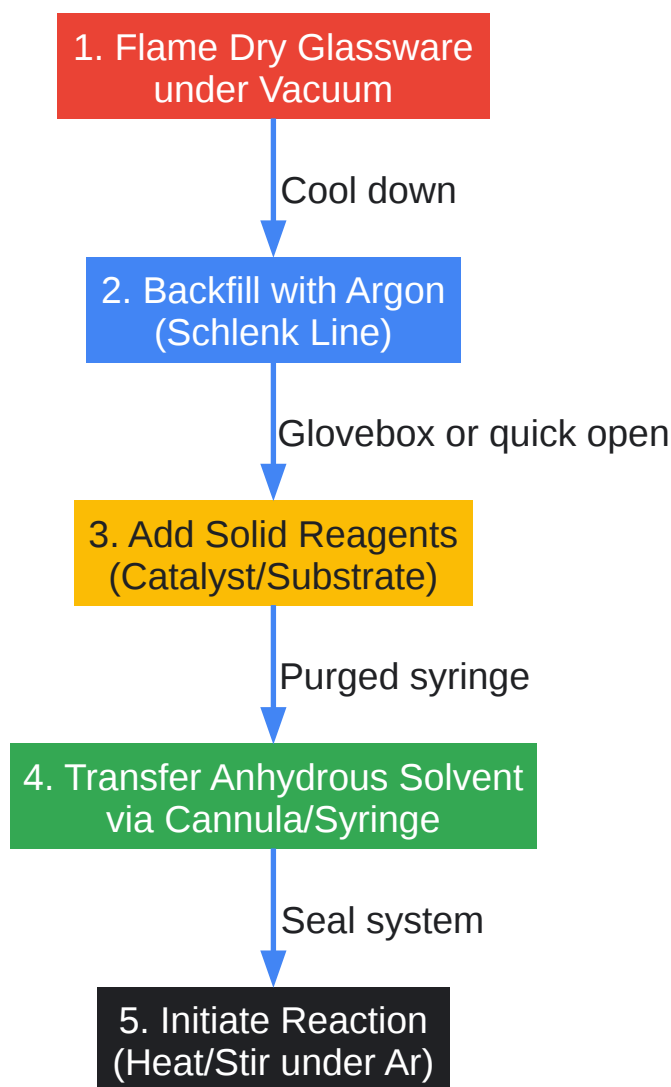 1. Flame Dry Glassware
under Vacuum
Cool down
2. Backfill with Argon
(Schlenk Line)
Glovebox or quick open
3. Add Solid Reagents
(Catalyst/Substrate)
Purged syringe
4. Transfer Anhydrous Solvent
via Cannula/Syringe
Seal system
5. Initiate Reaction
(Heat/Stir under Ar)